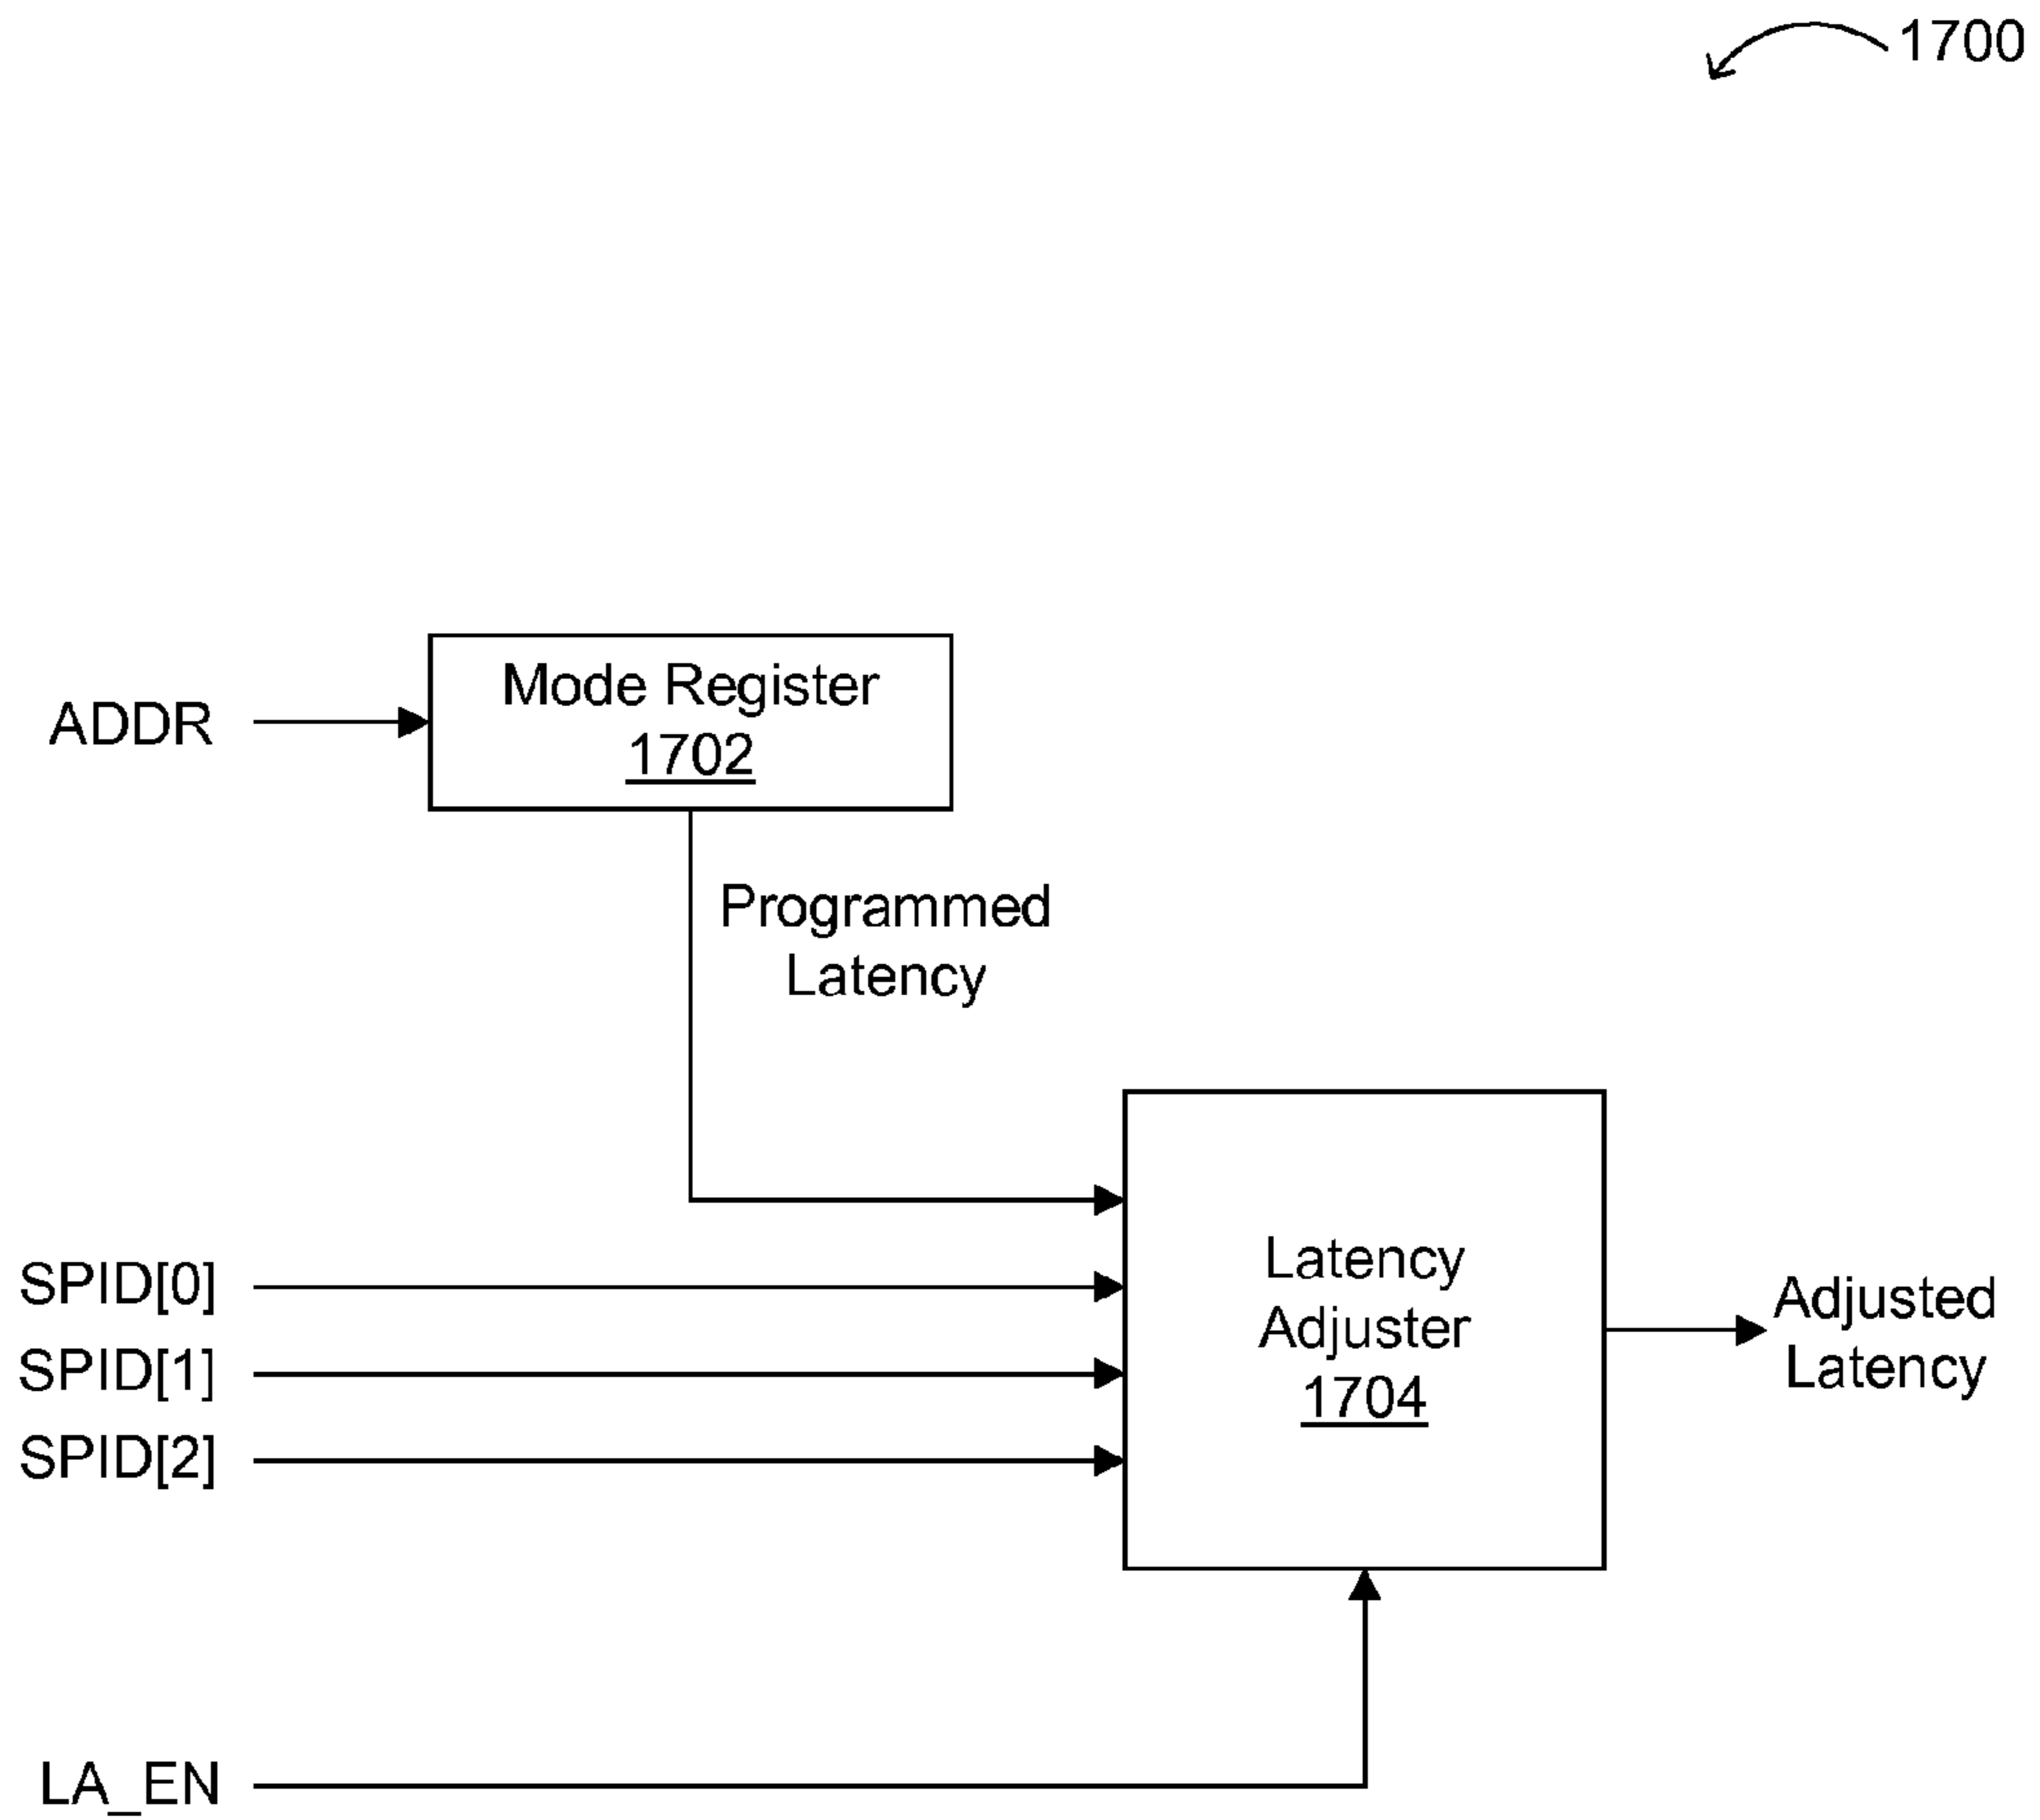 1700
Mode Register
1702
ADDR
Programmed
Latency
Latency
Adjuster
1704
SPID[0]
SPID[1]
SPID[2]
Adjusted
Latency
LA_EN